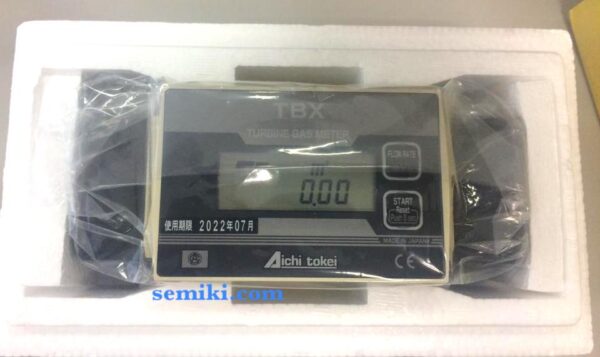 TBX
TURBINE GAS METER
FLOW RATE
m³
0.00
START
Reset
使用期限 2022年07月
MADE IN JAPAN
Aichi tokei
CE
semiki.com